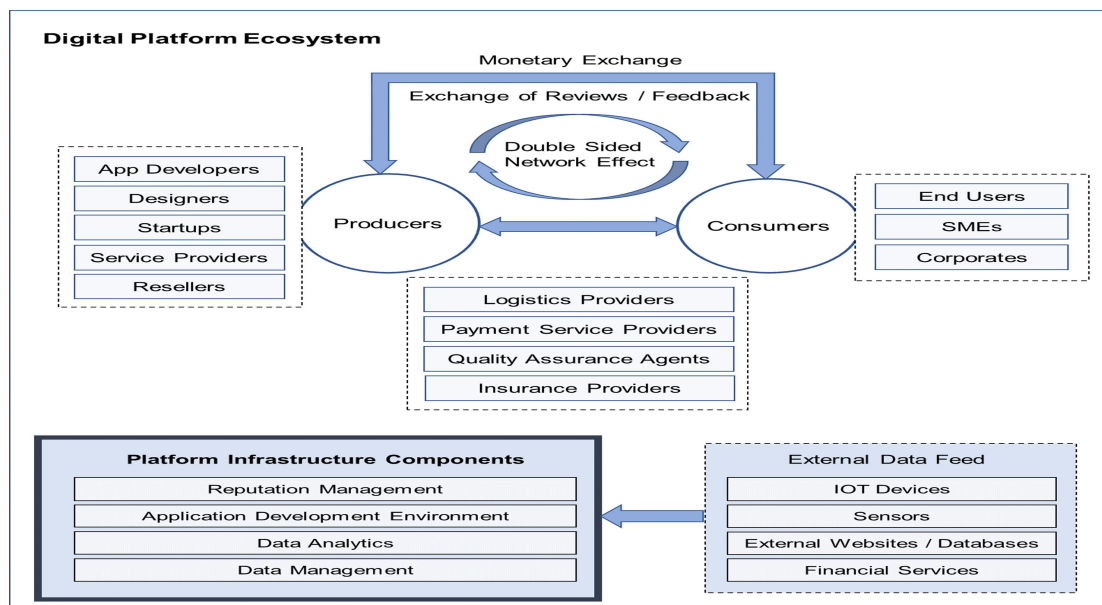 Digital Platform Ecosystem
Monetary Exchange
Exchange of Reviews / Feedback
Double Sided
Network Effect
App Developers
Designers
Startups
Service Providers
Resellers
Producers
Consumers
End Users
SMEs
Corporates
Logistics Providers
Payment Service Providers
Quality Assurance Agents
Insurance Providers
Platform Infrastructure Components
Reputation Management
Application Development Environment
Data Analytics
Data Management
External Data Feed
IOT Devices
Sensors
External Websites / Databases
Financial Services